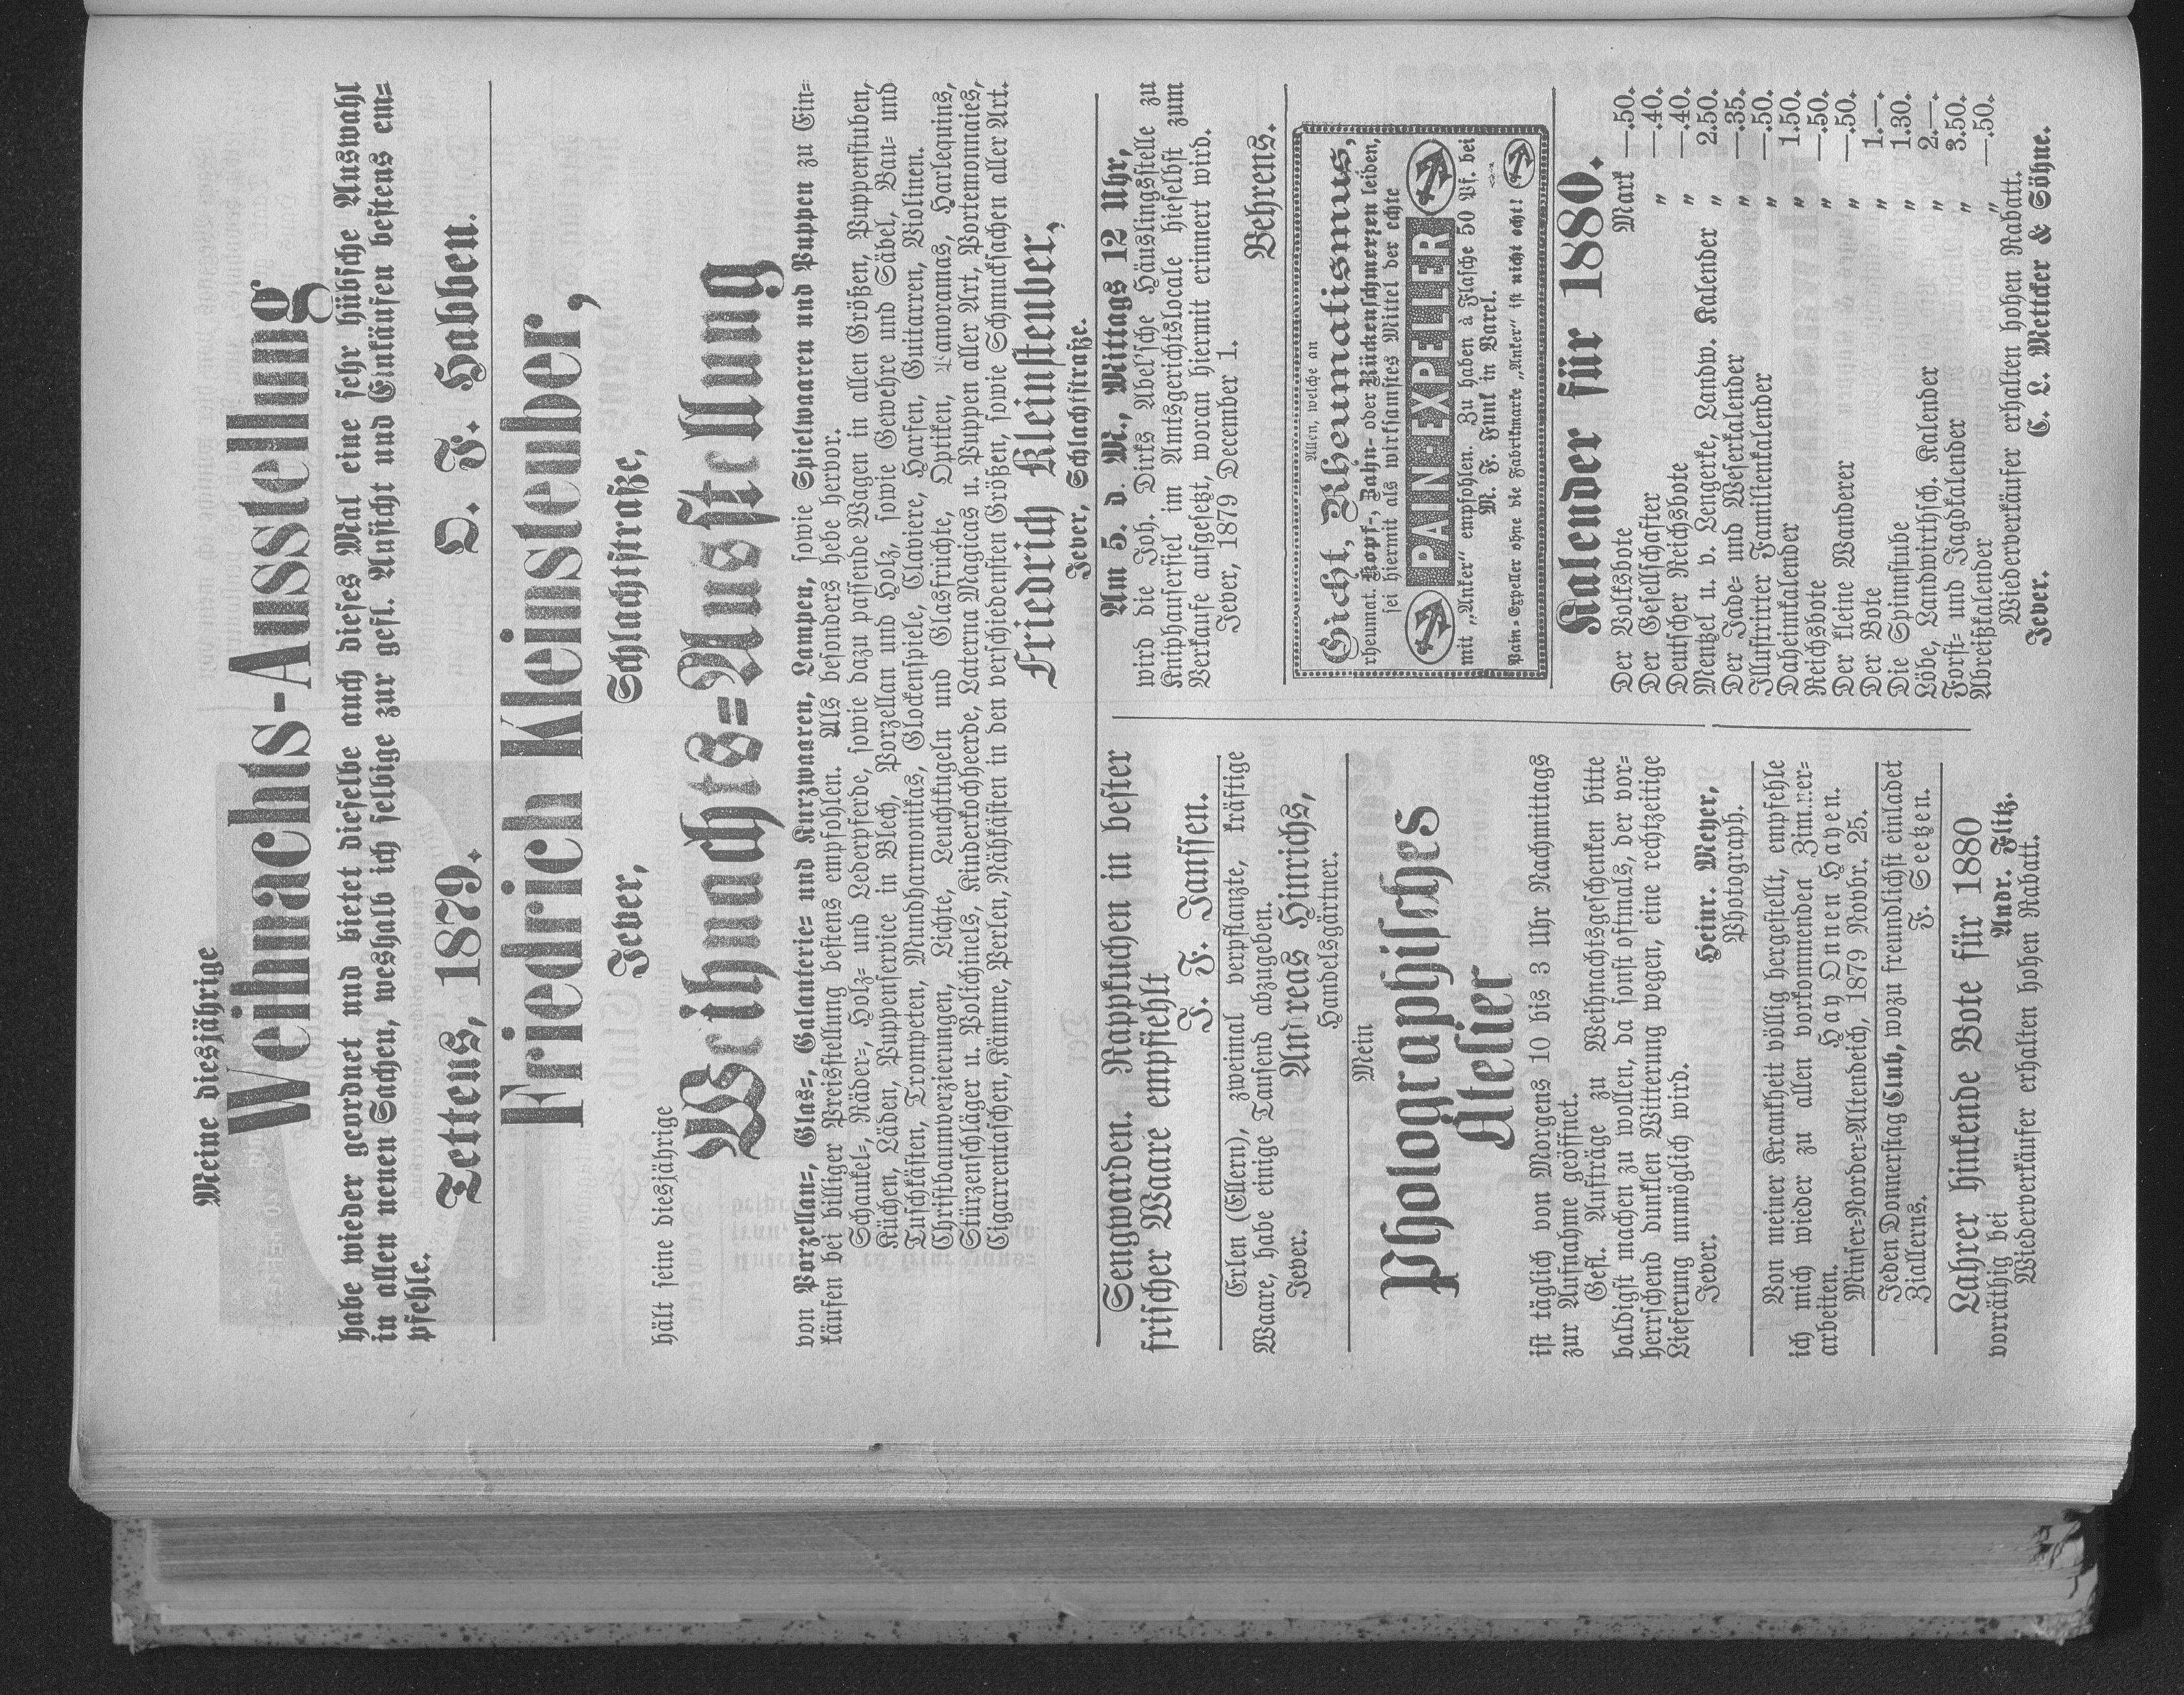 Meine diesjährige
Weihnachts-Ausstellung
habe wieder geordnet und bietet dieselbe auch dieses Mal eine sehr hübsche Auswahl
in allen neuen Sachen, weshalb ich selbige zur gefl. Ansicht und Einkäufen bestens em-
pfehle.
Tettens, 1879. D. F. Habben.
Friedrich Kleinsteuber,
Jever, Schlachtstraße,
hält seine diesjährige
Weihnachts-Ausstellung
von Porzellan-, Glas-, Galanterie- und Kurzwaaren, Lampen, sowie Spielwaaren und Puppen zu Ein-
käufen bei billiger Preisstellung bestens empfohlen. Als besonders hebe hervor.
Schaukel-, Räder-, Holz- und Lederpferde, sowie dazu passende Wagen in allen Größen, Puppenstuben,
Küchen, Läden, Puppenservice in Blech, Porzellan und Holz, sowie Gewehre und Säbel, Bau- und
Tuschkästen, Trompeten, Mundharmonikas, Glockenspiele, Claviere, Harfen, Guitarren, Violinen.
Christbaumverzierungen, Lichte, Leuchtkugeln und Glasfrüchte, Optiken, Panoramas, Harlequins,
Stürzenschläger u. Polichinels, Kinderkochheerde, Laterna Magicas u. Puppen aller Art, Portemonnaies,
Cigarrentaschen, Kämme, Perlen, Nähkästen in den verschiedensten Größen, sowie Schmucksachen aller Art.
Friedrich Kleinsteuber,
Jever, Schlachtstraße.
Sengwarden. Rappkuchen in bester
frischer Waare empfiehlt
F. F. Janssen.
Erlen (Ellern), zweimal verpflanzte, kräftige
Waare, habe einige Tausend abzugeben.
Jever. Andreas Hinrichs,
Handelsgärtner.
Mein
Photographisches
Atelier
ist täglich von Morgens 10 bis 3 Uhr Nachmittags
zur Aufnahme geöffnet.
Gefl. Aufträge zu Weihnachtsgeschenken bitte
baldigst machen zu wollen, da sonst oftmals, der vor-
herrschend dunklen Witterung wegen, eine rechtzeitige
Lieferung unmöglich wird.
Jever. Heinr. Meyer,
Photograph.
Von meiner Krankheit völlig hergestellt, empfehle
ich mich wieder zu allen vorkommenden Zimmer-
arbeiten. Hay Onnen Hayen.
Minser-Norder-Altendeich, 1879 Novbr. 25.
Jeden Donnerstag Club, wozu freundlichst einladet
Ziallerns. F. Seetzen.
Lahrer hinkende Bote für 1880
vorräthig bei Andr. Flitz.
Wiederverkäufer erhalten hohen Rabatt.
Am 5. d. M., Mittags 12 Uhr,
wird die Joh. Dirks Abel'sche Häuslingsstelle zu
Kniphausersiel im Amtsgerichtslocale hieselbst zum
Verkaufe aufgesetzt, woran hiermit erinnert wird.
Jever, 1879 December 1.
Behrens.
Allen, welche an
Gicht, Rheumatismus,
rheumat. Kopf-, Zahn- oder Rückenschmerzen leiden,
sei hiermit als wirksamstes Mittel der echte
PAIN-EXPELLER
mit „Anker“ empfohlen. Zu haben à Flasche 50 Pf. bei
M. F. Funk in Varel.
Pain-Expeller ohne die Fabrikmarke „Anker“ ist nicht echt!
Kalender für 1880.
Der Volksbote Mark —.50.
Der Gesellschafter „ —.40.
Deutscher Reichsbote „ —.40.
Mentzel u. v. Lengerke, Landw. Kalender „ 2.50.
Der Jade- und Weserkalender „ —.35.
Illustrirter Familienkalender „ —.50.
Daheimkalender „ 1.50.
Reichsbote „ —.50.
Der kleine Wanderer „ —.50.
Der Bote „ 1.—.
Die Spinnstube „ 1.30.
Löbe, Landwirthsch. Kalender „ 2.—.
Forst- und Jagdkalender „ 3.50.
Abreißkalender „ —.50.
Wiederverkäufer erhalten hohen Rabatt.
Jever. C. L. Mettcker & Söhne.